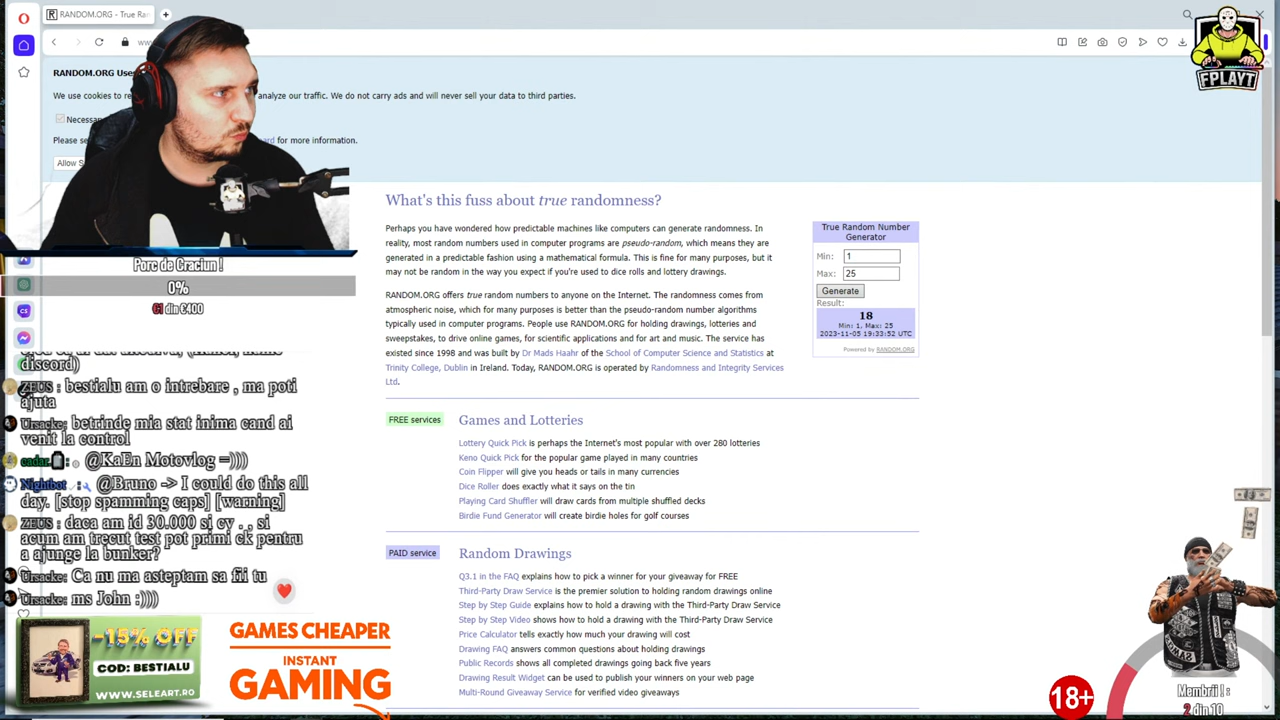 RANDOM.ORG - True Ran
FPLAYT
RANDOM.ORG Use
We use cookies to re analyze our traffic. We do not carry ads and will never sell your data to third parties.
Necessar
Please se for more information.
Allow S
What's this fuss about true randomness?
Perhaps you have wondered how predictable machines like computers can generate randomness. In
reality, most random numbers used in computer programs are pseudo-random, which means they are
generated in a predictable fashion using a mathematical formula. This is fine for many purposes, but it
may not be random in the way you expect if you're used to dice rolls and lottery drawings.
RANDOM.ORG offers true random numbers to anyone on the Internet. The randomness comes from
atmospheric noise, which for many purposes is better than the pseudo-random number algorithms
typically used in computer programs. People use RANDOM.ORG for holding drawings, lotteries and
sweepstakes, to drive online games, for scientific applications and for art and music. The service has
existed since 1998 and was built by Dr Mads Haahr of the School of Computer Science and Statistics at
Trinity College, Dublin in Ireland. Today, RANDOM.ORG is operated by Randomness and Integrity Services
Ltd.
True Random Number
Generator
Min: 1
Max: 25
Generate
Result:
18
Min: 1, Max: 25
2023-11-05 19:33:52 UTC
Powered by RANDOM.ORG
FREE services
Games and Lotteries
Lottery Quick Pick is perhaps the Internet's most popular with over 280 lotteries
Keno Quick Pick for the popular game played in many countries
Coin Flipper will give you heads or tails in many currencies
Dice Roller does exactly what it says on the tin
Playing Card Shuffler will draw cards from multiple shuffled decks
Birdie Fund Generator will create birdie holes for golf courses
PAID service
Random Drawings
Q3.1 in the FAQ explains how to pick a winner for your giveaway for FREE
Third-Party Draw Service is the premier solution to holding random drawings online
Step by Step Guide explains how to hold a drawing with the Third-Party Draw Service
Step by Step Video shows how to hold a drawing with the Third-Party Draw Service
Price Calculator tells exactly how much your drawing will cost
Drawing FAQ answers common questions about holding drawings
Public Records shows all completed drawings going back five years
Drawing Result Widget can be used to publish your winners on your web page
Multi-Round Giveaway Service for verified video giveaways
Porc de Craciun !
0%
€1 din €400
discord)
ZEUS : bestialu am o intrebare , ma poti
ajuta
Ursacke: betrinde mia stat inima cand ai
venit la control
cadar : @KaEn Motovlog =)))
Nightbot : @Bruno -> I could do this all
day. [stop spamming caps] [warning]
ZEUS : daca am id 30.000 si cv . , si
acum am trecut test pot primi ck pentru
a ajunge la bunker?
Ursacke: Ca nu ma asteptam sa fii tu
Ursacke: ms John :))))
-15% OFF
COD: BESTIALU
WWW.SELEART.RO
GAMES CHEAPER
INSTANT
GAMING
18+
Membrii ! :
2 din 10